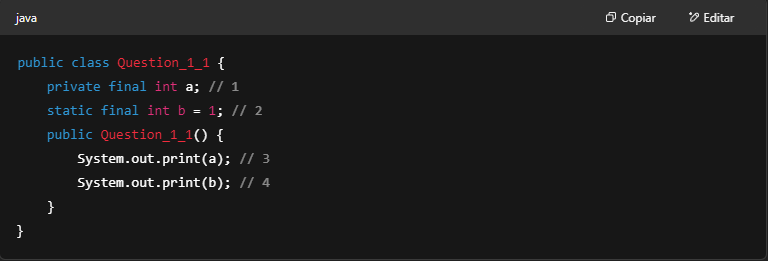 java
Copiar
Editar
public class Question_1_1 {
private final int a; // 1
static final int b = 1; // 2
public Question_1_1() {
System.out.print(a); // 3
System.out.print(b); // 4
}
}